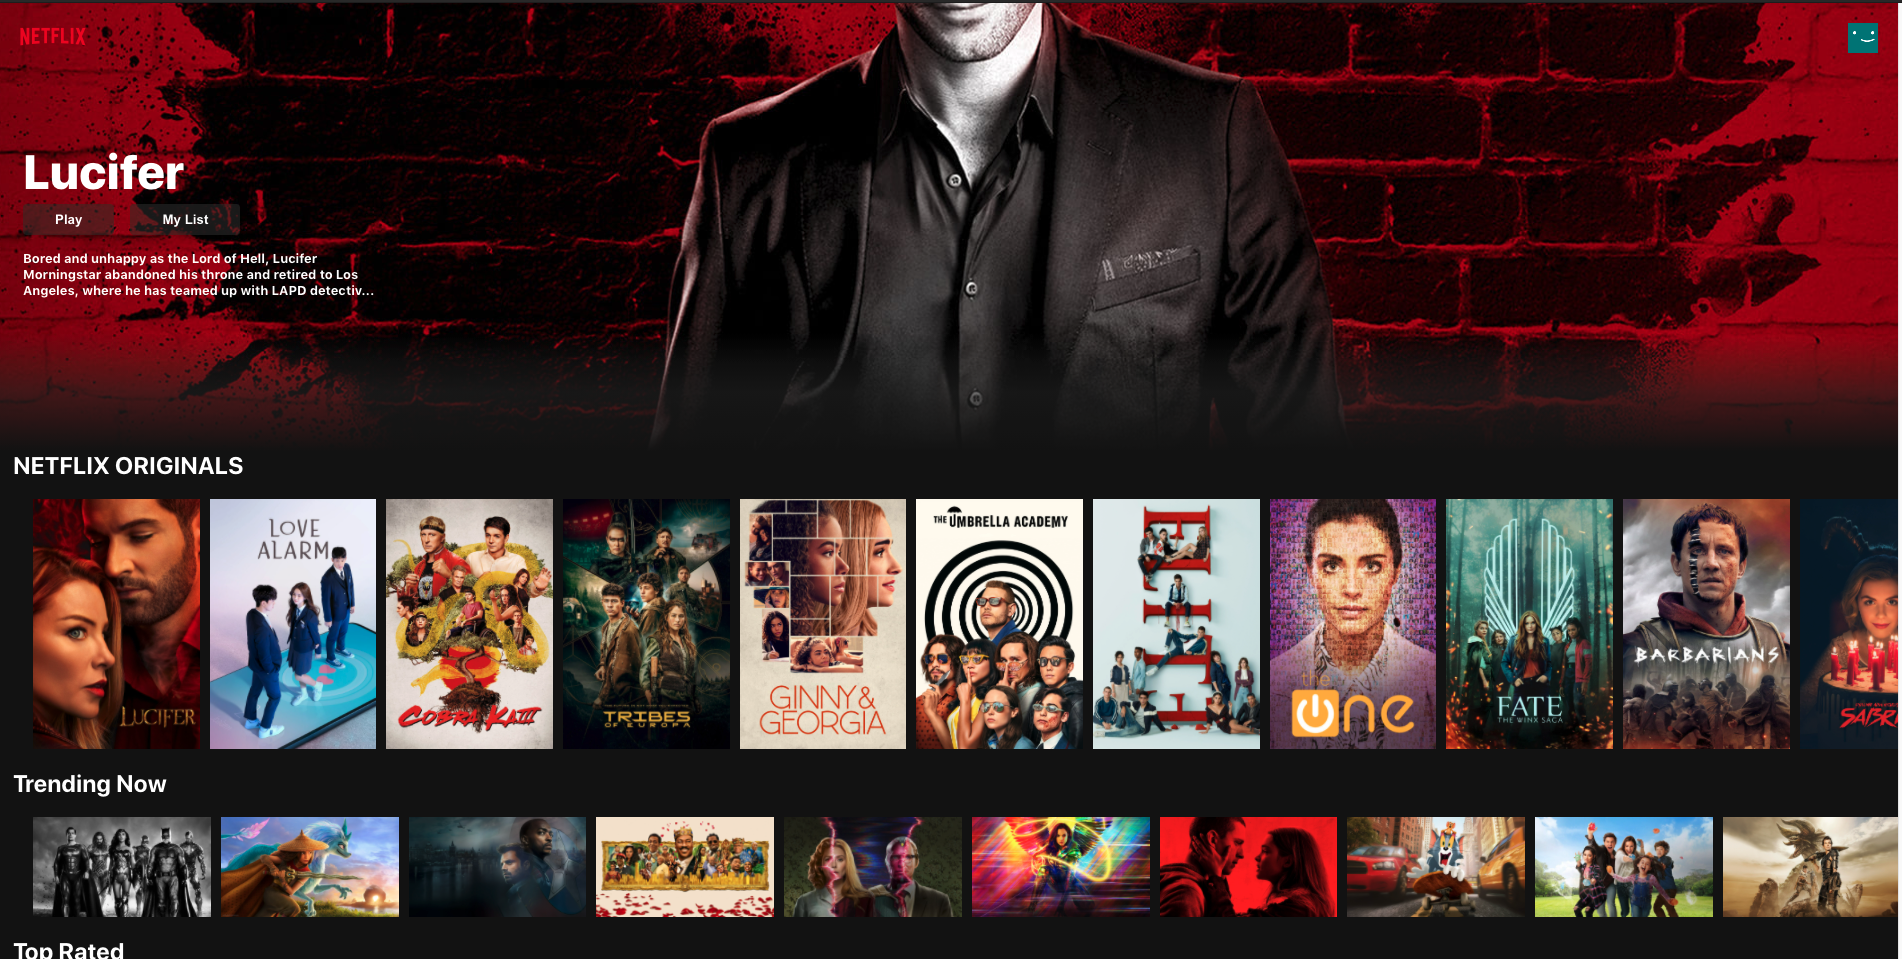 NETFLIX
Lucifer
Play
My List
Bored and unhappy as the Lord of Hell, Lucifer
Morningstar abandoned his throne and retired to Los
Angeles, where he has teamed up with LAPD detectiv...
NETFLIX ORIGINALS
LUCIFER
LOVE
ALARM
COBRA KAI
TRIBES
OF EUROPA
GINNY&
GEORGIA
THE UMBRELLA ACADEMY
ELITE
the
One
FATE
THE WINX SAGA
BARBARIANS
SABRI
Trending Now
Top Rated